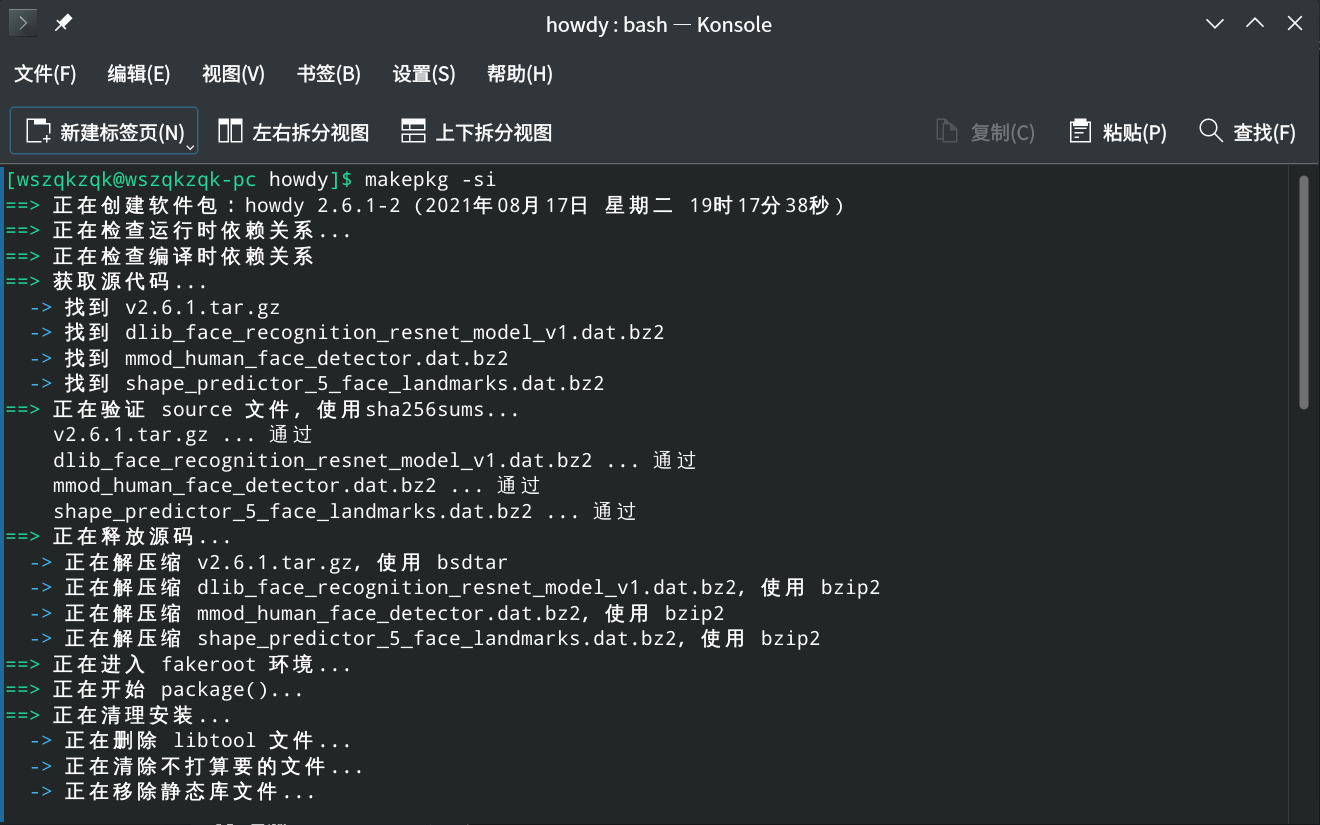 howdy : bash — Konsole
文件(F) 编辑(E) 视图(V) 书签(B) 设置(S) 帮助(H)
新建标签页(N) 左右拆分视图 上下拆分视图 复制(C) 粘贴(P) 查找(F)
[wszqkzqk@wszqkzqk-pc howdy]$ makepkg -si
==> 正在创建软件包：howdy 2.6.1-2 (2021年08月17日 星期二 19时17分38秒)
==> 正在检查运行时依赖关系...
==> 正在检查编译时依赖关系
==> 获取源代码...
-> 找到 v2.6.1.tar.gz
-> 找到 dlib_face_recognition_resnet_model_v1.dat.bz2
-> 找到 mmod_human_face_detector.dat.bz2
-> 找到 shape_predictor_5_face_landmarks.dat.bz2
==> 正在验证 source 文件，使用sha256sums...
v2.6.1.tar.gz ... 通过
dlib_face_recognition_resnet_model_v1.dat.bz2 ... 通过
mmod_human_face_detector.dat.bz2 ... 通过
shape_predictor_5_face_landmarks.dat.bz2 ... 通过
==> 正在释放源码...
-> 正在解压缩 v2.6.1.tar.gz，使用 bsdtar
-> 正在解压缩 dlib_face_recognition_resnet_model_v1.dat.bz2，使用 bzip2
-> 正在解压缩 mmod_human_face_detector.dat.bz2，使用 bzip2
-> 正在解压缩 shape_predictor_5_face_landmarks.dat.bz2，使用 bzip2
==> 正在进入 fakeroot 环境...
==> 正在开始 package()...
==> 正在清理安装...
-> 正在删除 libtool 文件...
-> 正在清除不打算要的文件...
-> 正在移除静态库文件...